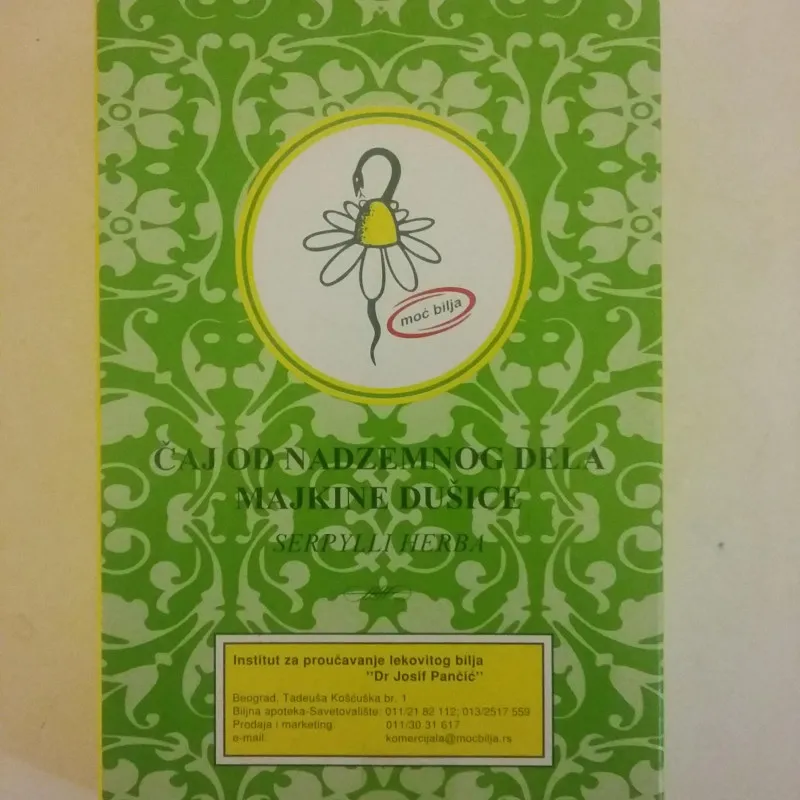 moć bilja
ČAJ OD NADZEMNOG DELA
MAJKINE DUŠICE
SERPYLLI HERBA
Institut za proučavanje lekovitog bilja
"Dr Josif Pančić"
Beograd, Tadeuša Košćuška br. 1
Biljna apoteka-Savetovalište: 011/21 82 112; 013/2517 559
Prodaja i marketing: 011/30 31 617
e-mail: komercijala@mocbilja.rs